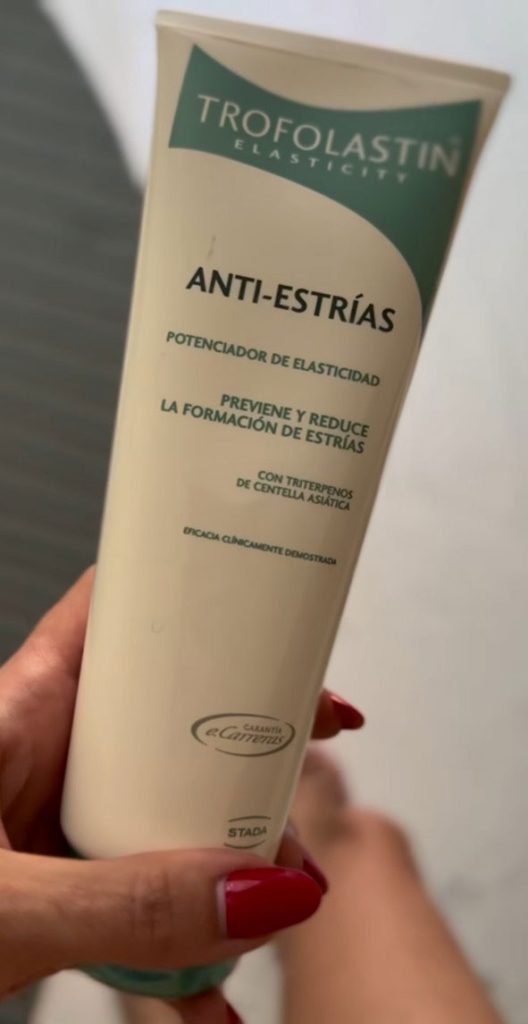 TROFOLASTIN
ELASTICITY
ANTI-ESTRÍAS
POTENCIADOR DE ELASTICIDAD
PREVIENE Y REDUCE
LA FORMACIÓN DE ESTRÍAS
CON TRITERPENOS
DE CENTELLA ASIÁTICA
EFICACIA CLÍNICAMENTE DEMOSTRADA
GARANTÍA
e.Carreras
STADA